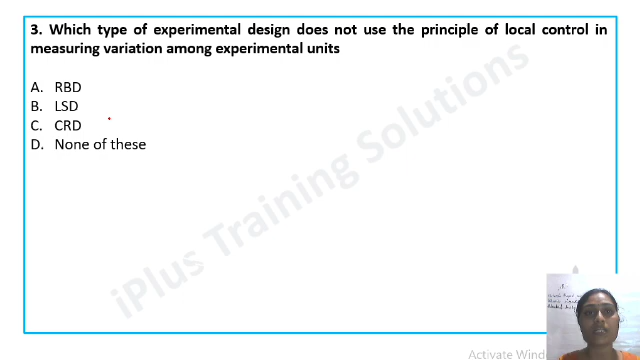 3. Which type of experimental design does not use the principle of local control in
measuring variation among experimental units
A. RBD
B. LSD
C. CRD
D. None of these
iPlus Training Solutions
Activate Window